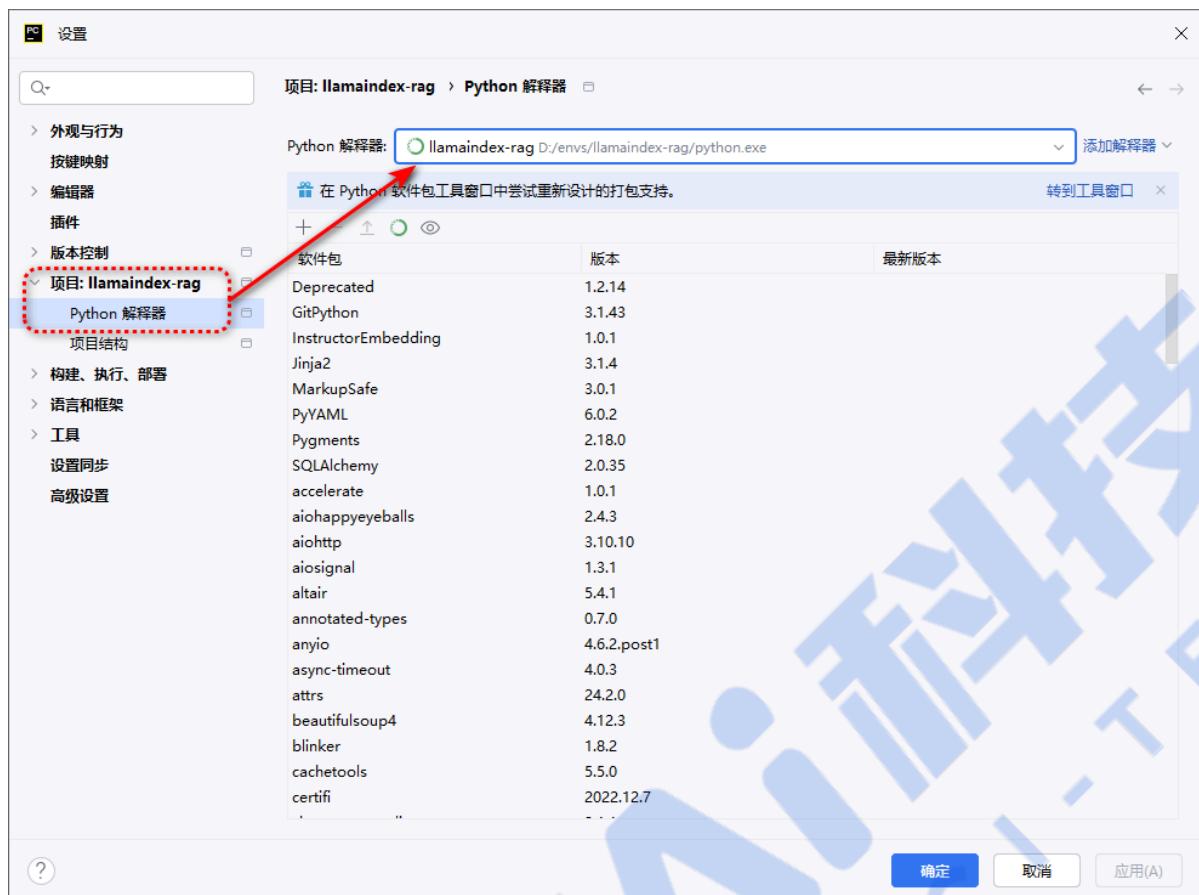 PC
设置
项目: llamaindex-rag › Python 解释器
外观与行为
按键映射
编辑器
插件
版本控制
项目: llamaindex-rag
Python 解释器
项目结构
构建、执行、部署
语言和框架
工具
设置同步
高级设置
Python 解释器: llamaindex-rag D:/envs/llamaindex-rag/python.exe 添加解释器
在 Python 软件包工具窗口中尝试重新设计的打包支持。 转到工具窗口
软件包 版本 最新版本
Deprecated 1.2.14
GitPython 3.1.43
InstructorEmbedding 1.0.1
Jinja2 3.1.4
MarkupSafe 3.0.1
PyYAML 6.0.2
Pygments 2.18.0
SQLAlchemy 2.0.35
accelerate 1.0.1
aiohappyeyeballs 2.4.3
aiohttp 3.10.10
aiosignal 1.3.1
altair 5.4.1
annotated-types 0.7.0
anyio 4.6.2.post1
async-timeout 4.0.3
attrs 24.2.0
beautifulsoup4 4.12.3
blinker 1.8.2
cachetools 5.5.0
certifi 2022.12.7
?
确定 取消 应用(A)
Ai科技